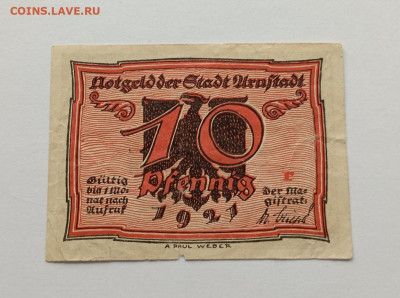 COINS.LAVE.RU
Notgeld der Stadt Arnstadt
10
Pfennig
Gültig
bis 1 Mo-
nat nach
Aufruf
1921
E
Der Ma-
gistrat:
A PAUL WEBER